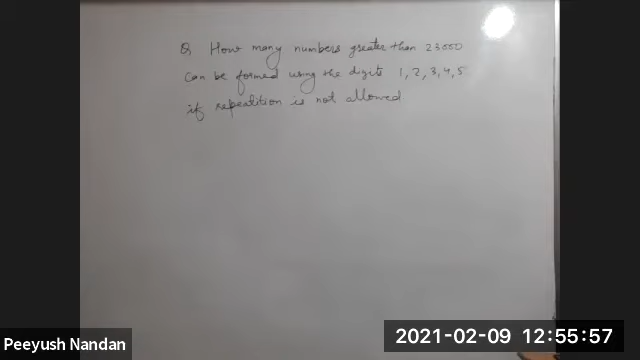 Q How many numbers greater than 23000
can be formed using the digits 1, 2, 3, 4, 5
if repeatition is not allowed
Peeyush Nandan
2021-02-09 12:55:57